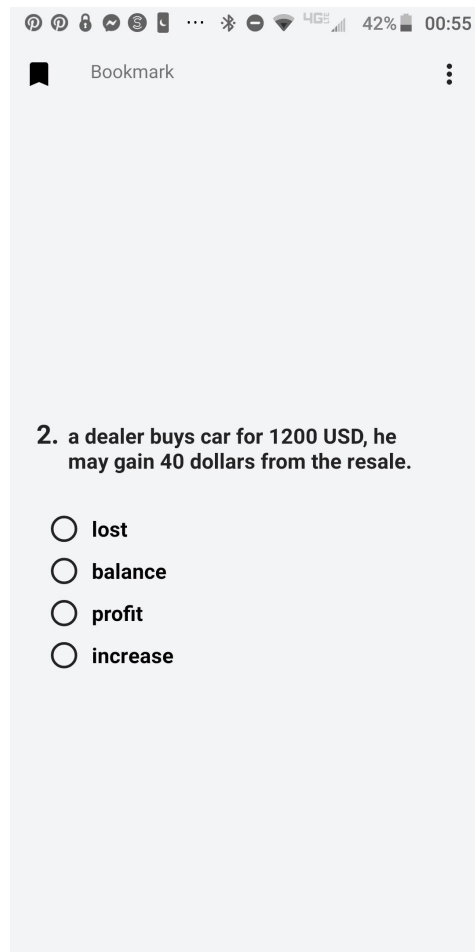 4G
42% 00:55
Bookmark
2. a dealer buys car for 1200 USD, he
may gain 40 dollars from the resale.
lost
balance
profit
increase